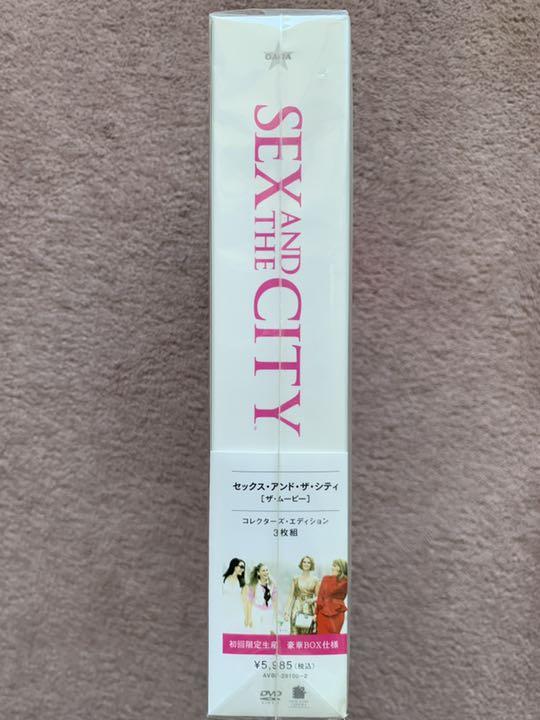 GAGA
SEX AND THE CITY
セックス・アンド・ザ・シティ
[ザ・ムービー]
コレクターズ・エディション
3枚組
初回限定生産 豪華BOX仕様
¥5,985(税込)
DVD